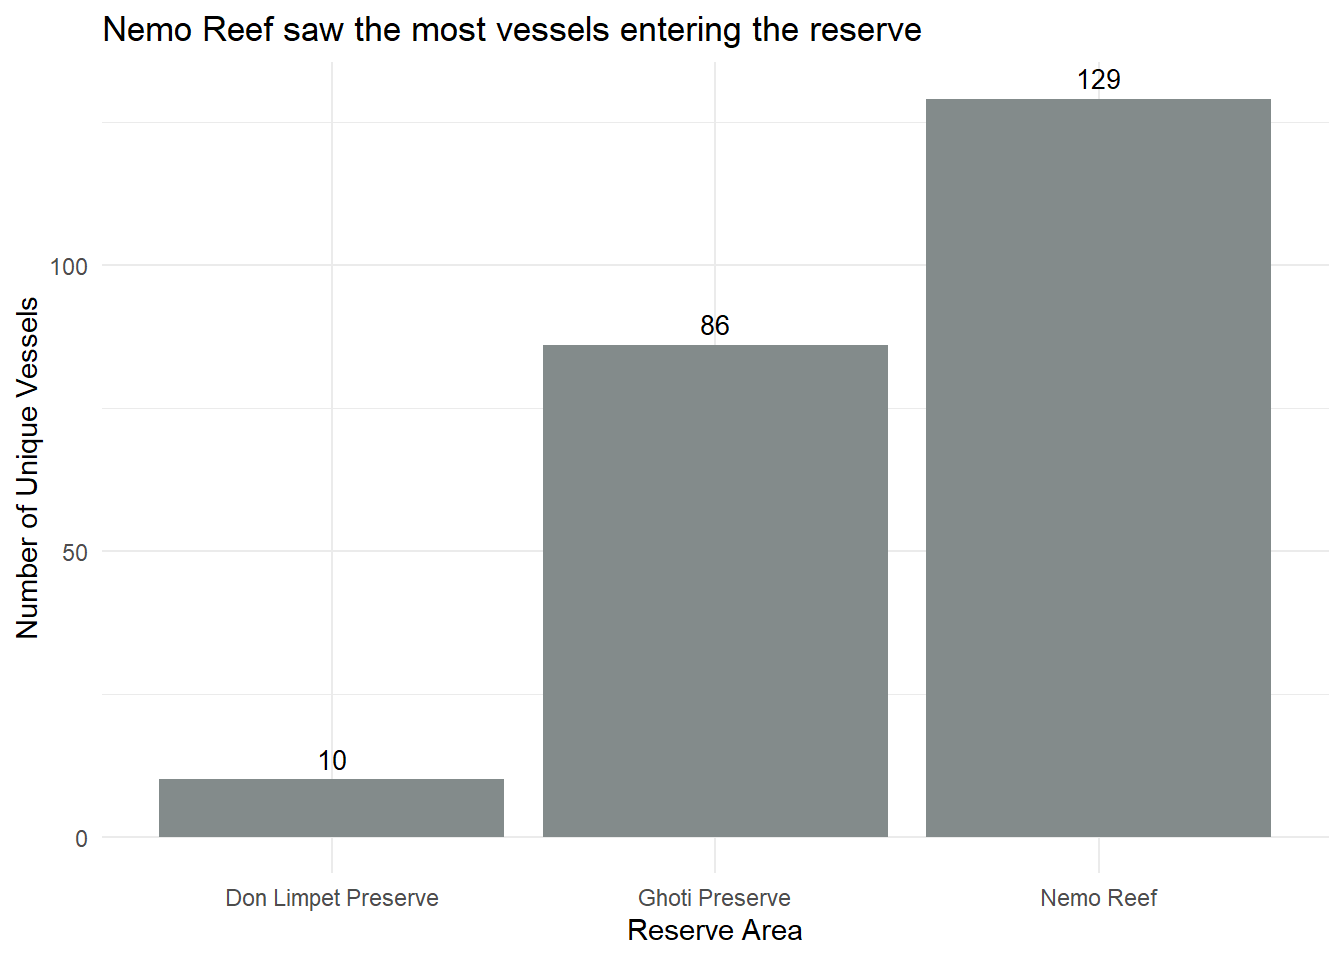 Nemo Reef saw the most vessels entering the reserve
129
100
86
50
10
0
Number of Unique Vessels
Don Limpet Preserve
Ghoti Preserve
Nemo Reef
Reserve Area